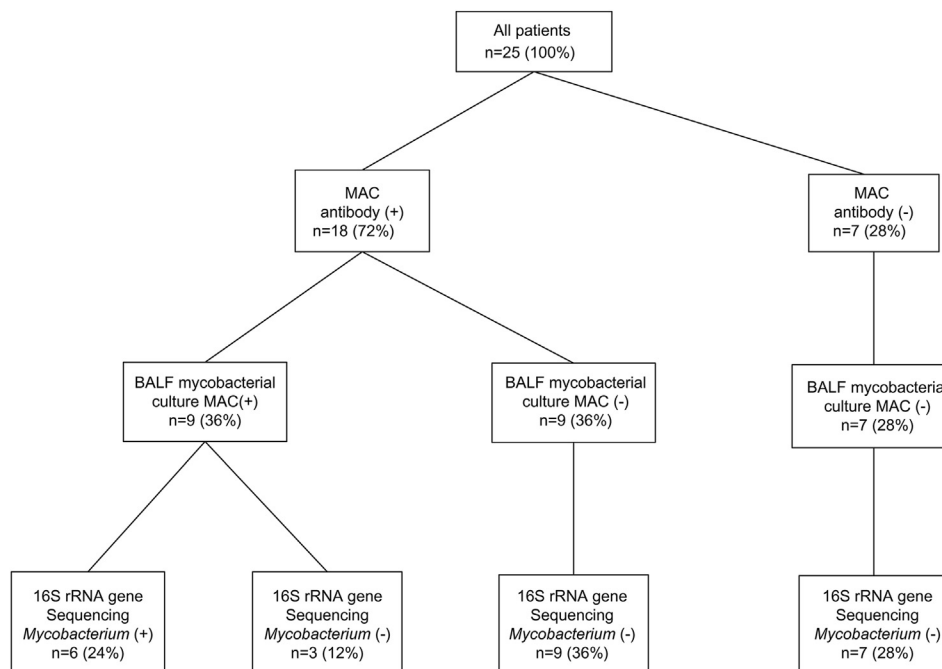 All patients
n=25 (100%)
MAC
antibody (+)
n=18 (72%)
MAC
antibody (-)
n=7 (28%)
BALF mycobacterial
culture MAC(+)
n=9 (36%)
BALF mycobacterial
culture MAC (-)
n=9 (36%)
BALF mycobacterial
culture MAC (-)
n=7 (28%)
16S rRNA gene
Sequencing
Mycobacterium (+)
n=6 (24%)
16S rRNA gene
Sequencing
Mycobacterium (-)
n=3 (12%)
16S rRNA gene
Sequencing
Mycobacterium (-)
n=9 (36%)
16S rRNA gene
Sequencing
Mycobacterium (-)
n=7 (28%)